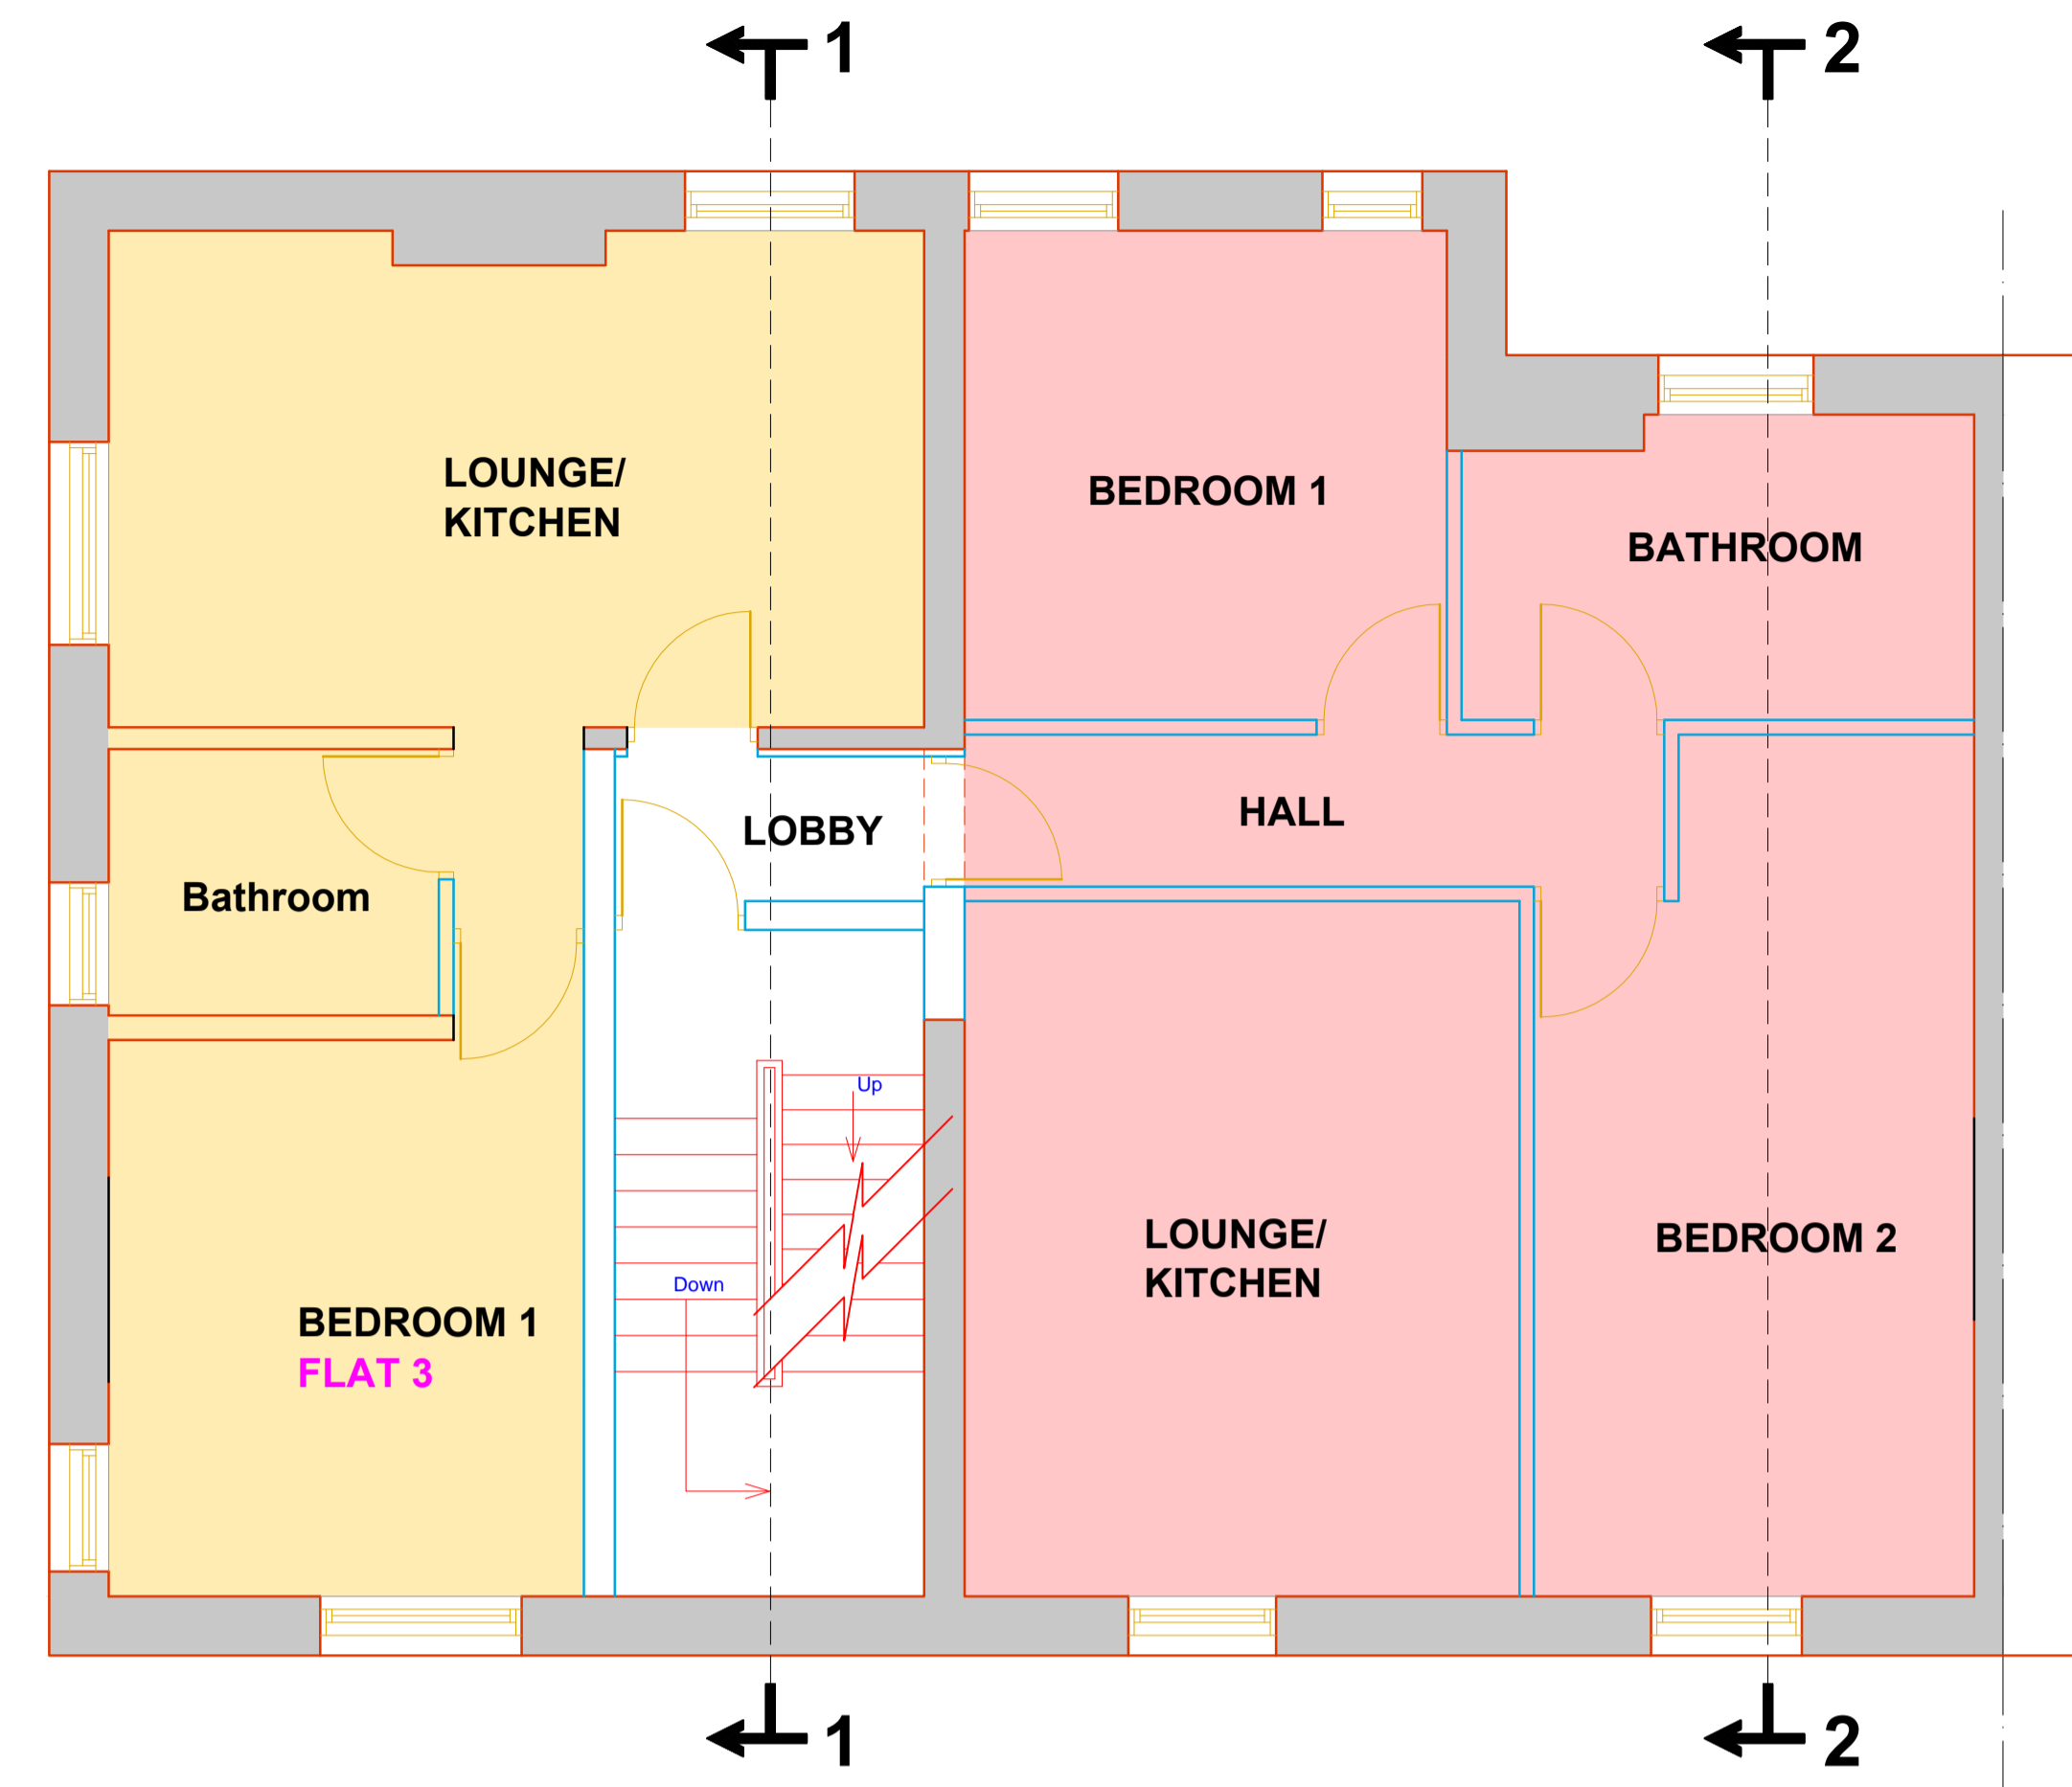 1
2
LOUNGE/
KITCHEN
BEDROOM 1
BATHROOM
LOBBY
HALL
Bathroom
Up
Down
LOUNGE/
KITCHEN
BEDROOM 2
BEDROOM 1
FLAT 3
1
2